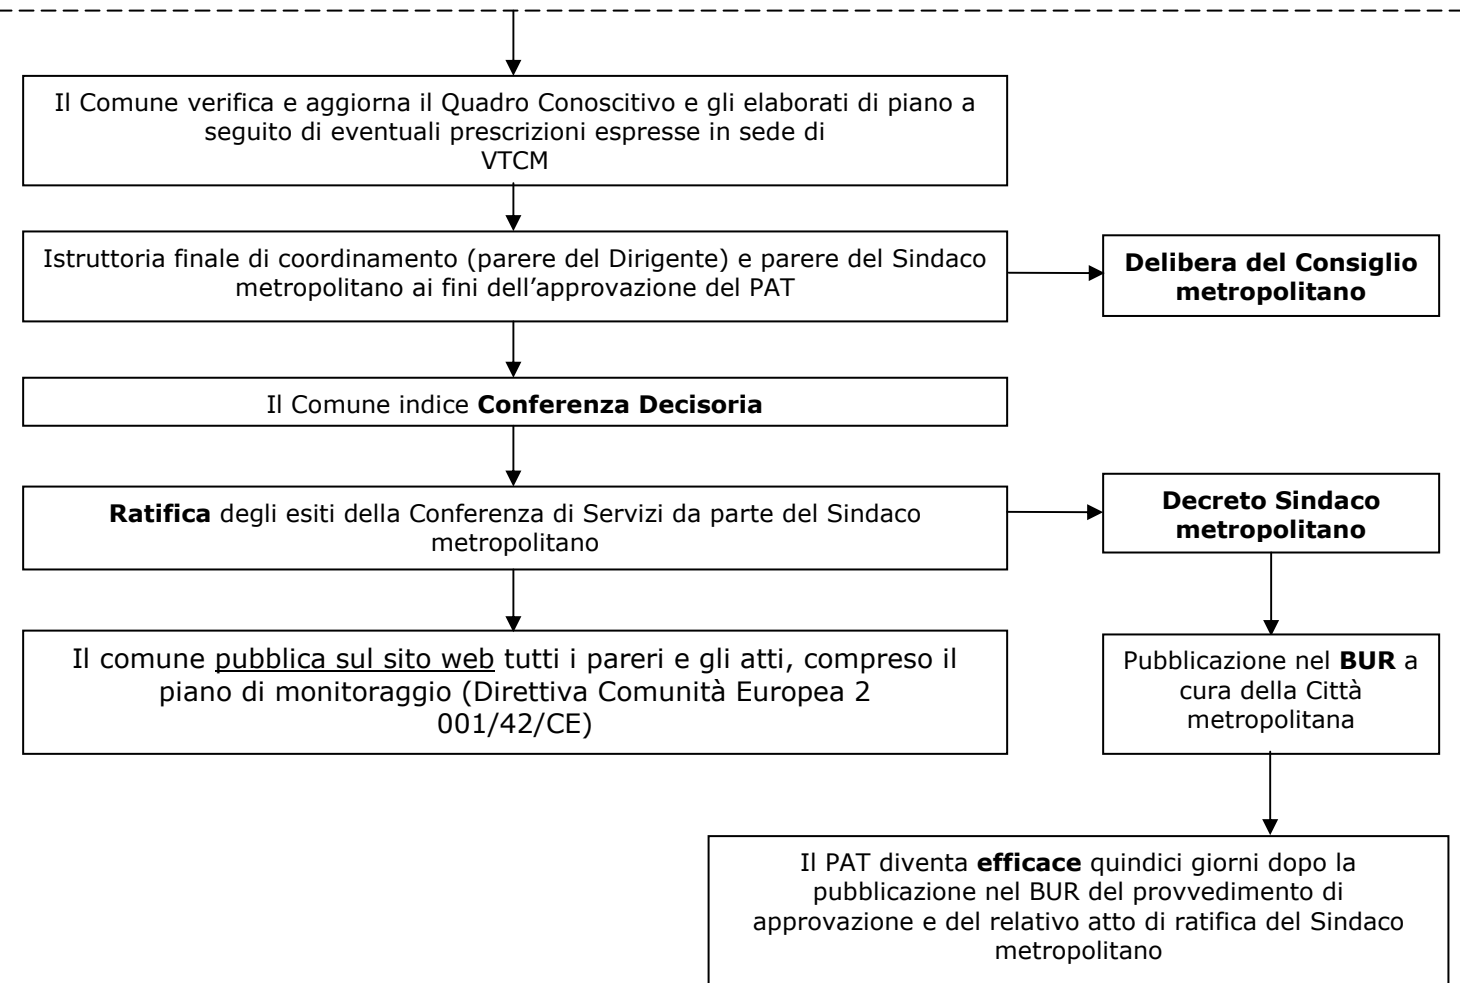 Il Comune verifica e aggiorna il Quadro Conoscitivo e gli elaborati di piano a
seguito di eventuali prescrizioni espresse in sede di
VTCM
Istruttoria finale di coordinamento (parere del Dirigente) e parere del Sindaco
metropolitano ai fini dell’approvazione del PAT
Delibera del Consiglio
metropolitano
Il Comune indice Conferenza Decisoria
Ratifica degli esiti della Conferenza di Servizi da parte del Sindaco
metropolitano
Decreto Sindaco
metropolitano
Il comune pubblica sul sito web tutti i pareri e gli atti, compreso il
piano di monitoraggio (Direttiva Comunità Europea 2
001/42/CE)
Pubblicazione nel BUR a
cura della Città
metropolitana
Il PAT diventa efficace quindici giorni dopo la
pubblicazione nel BUR del provvedimento di
approvazione e del relativo atto di ratifica del Sindaco
metropolitano